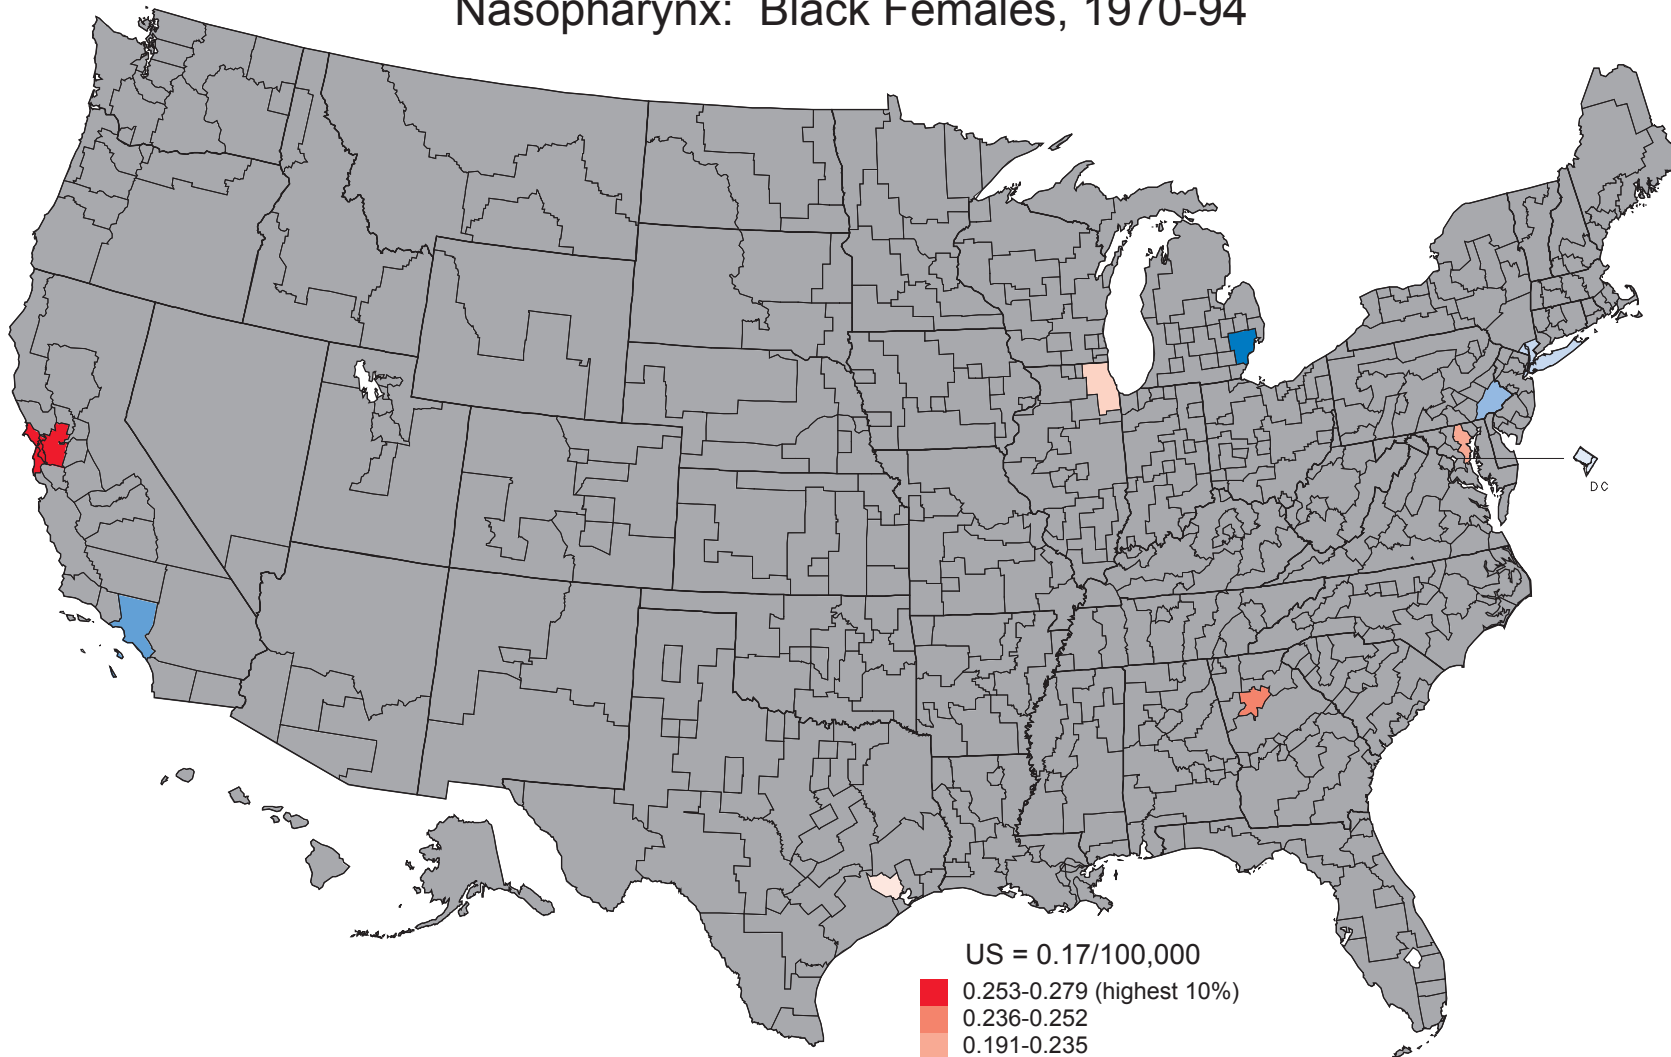 Nasopharynx: Black Females, 1970-94
DC
US = 0.17/100,000
0.253-0.279 (highest 10%)
0.236-0.252
0.191-0.235